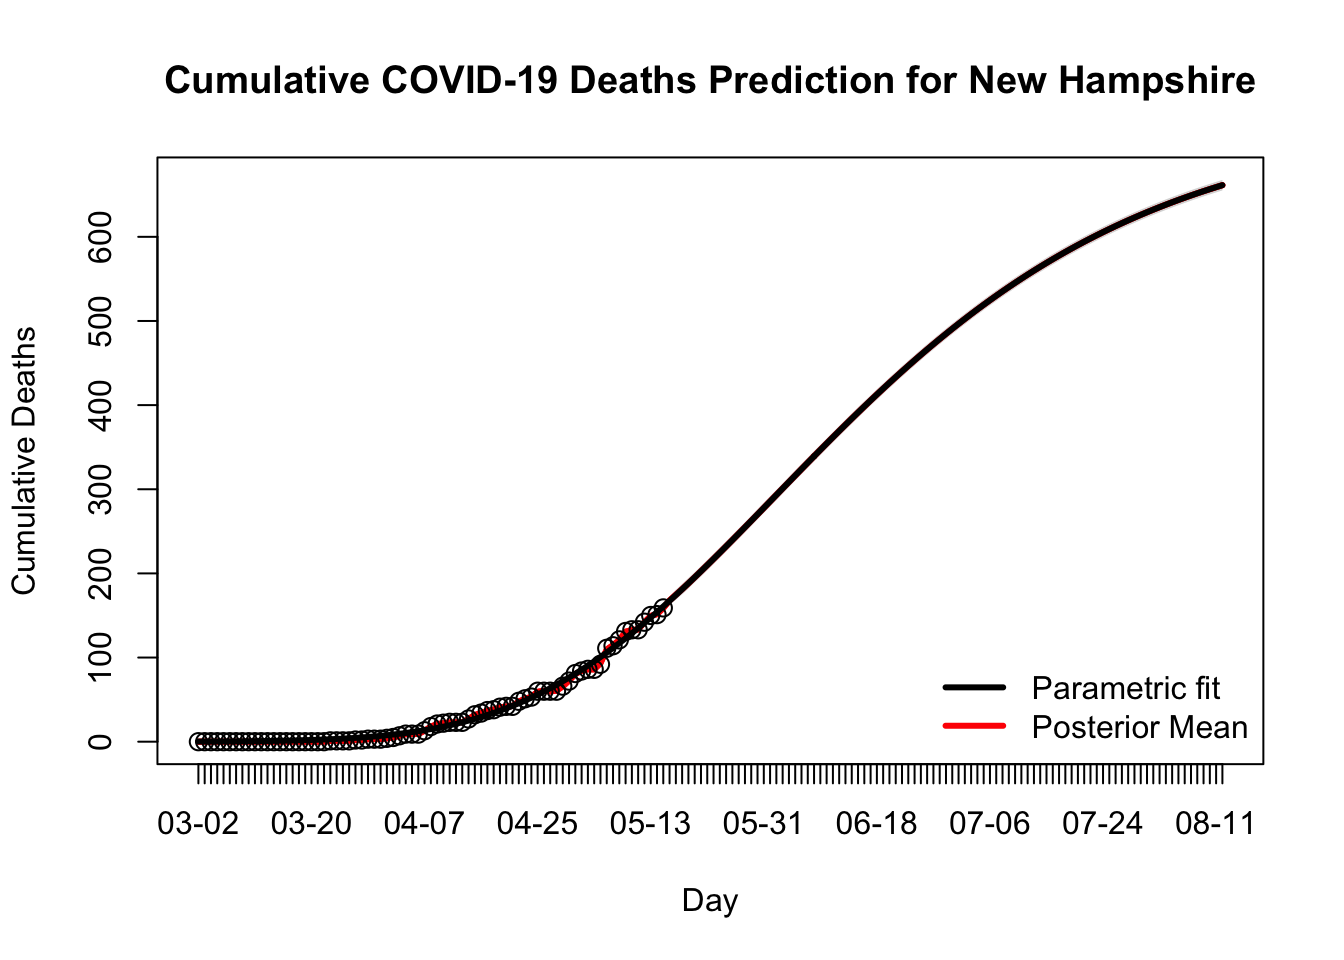 Cumulative COVID-19 Deaths Prediction for New Hampshire
Cumulative Deaths
600
500
400
300
200
100
0
Parametric fit
Posterior Mean
03-02 03-20 04-07 04-25 05-13 05-31 06-18 07-06 07-24 08-11
Day